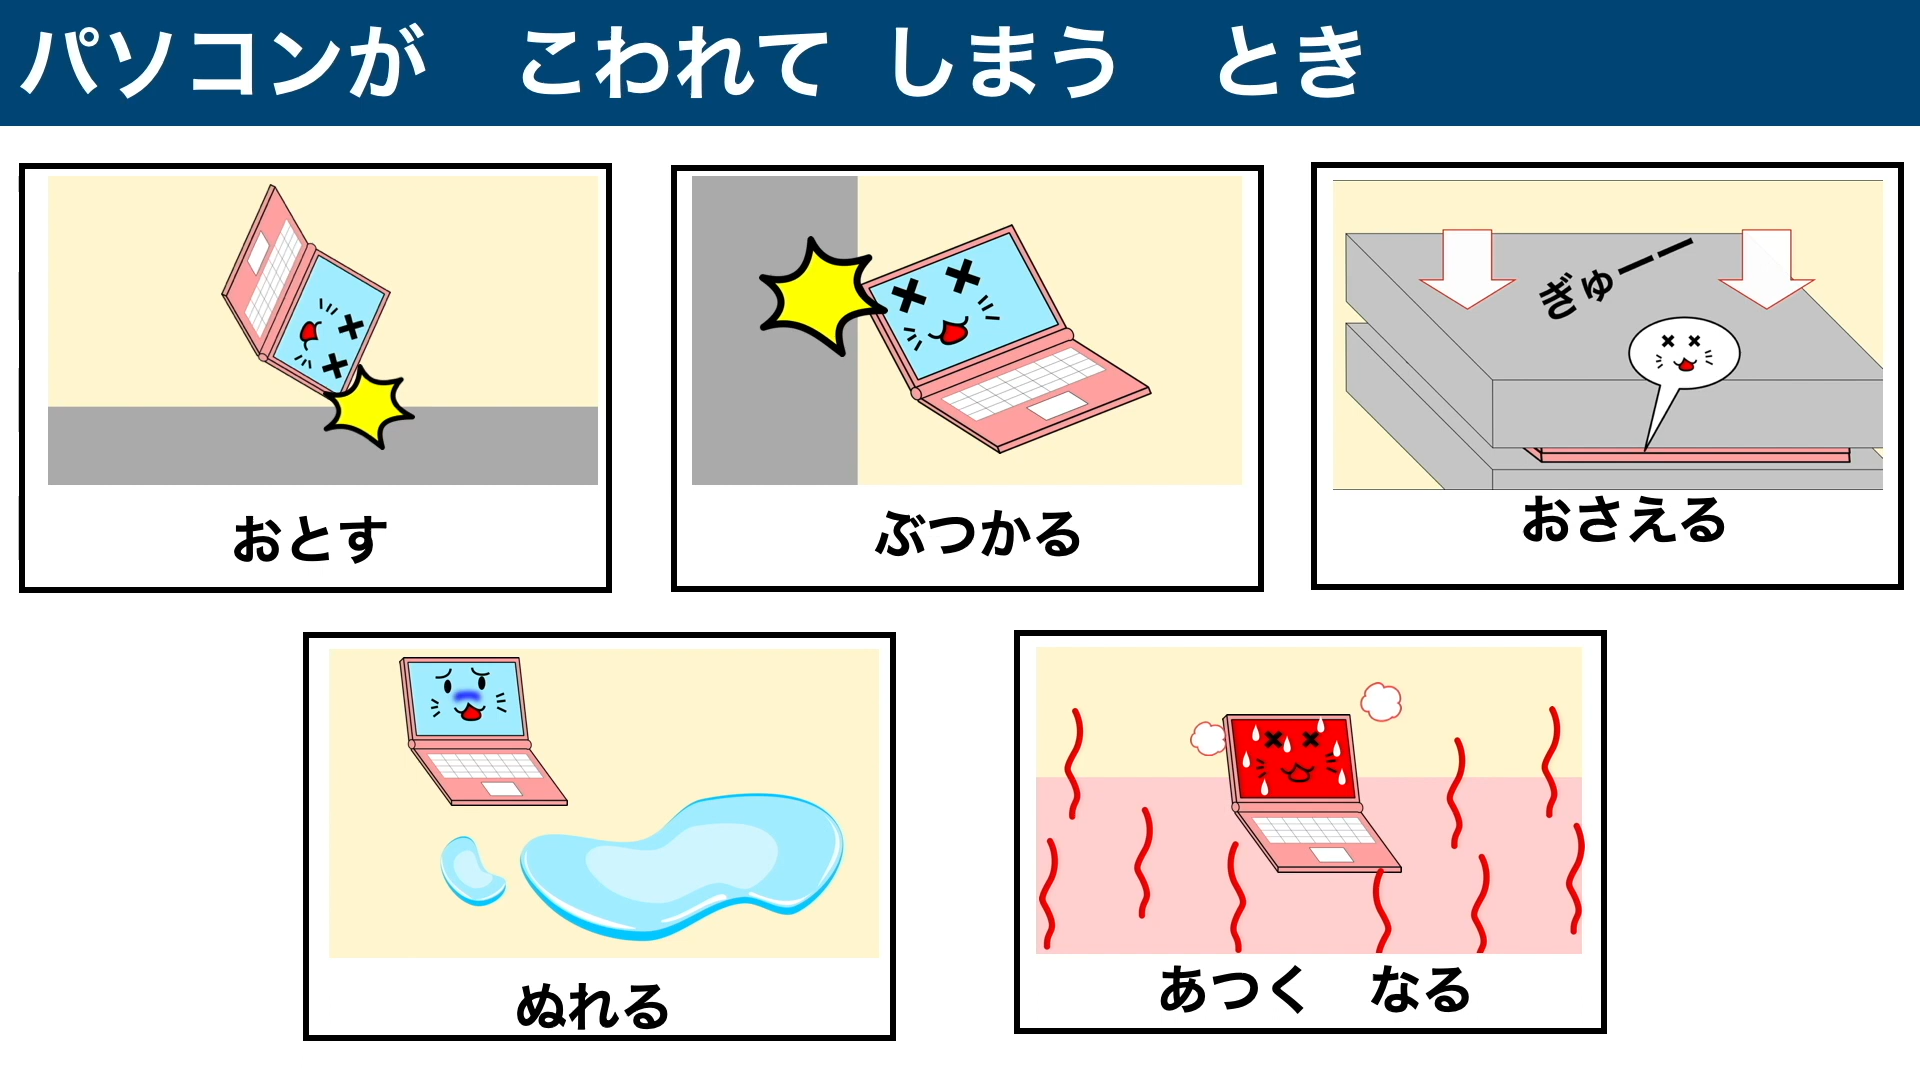 パソコンが　こわれて しまう　とき
おとす
ぶつかる
ぎゅーー
おさえる
ぬれる
あつく　なる